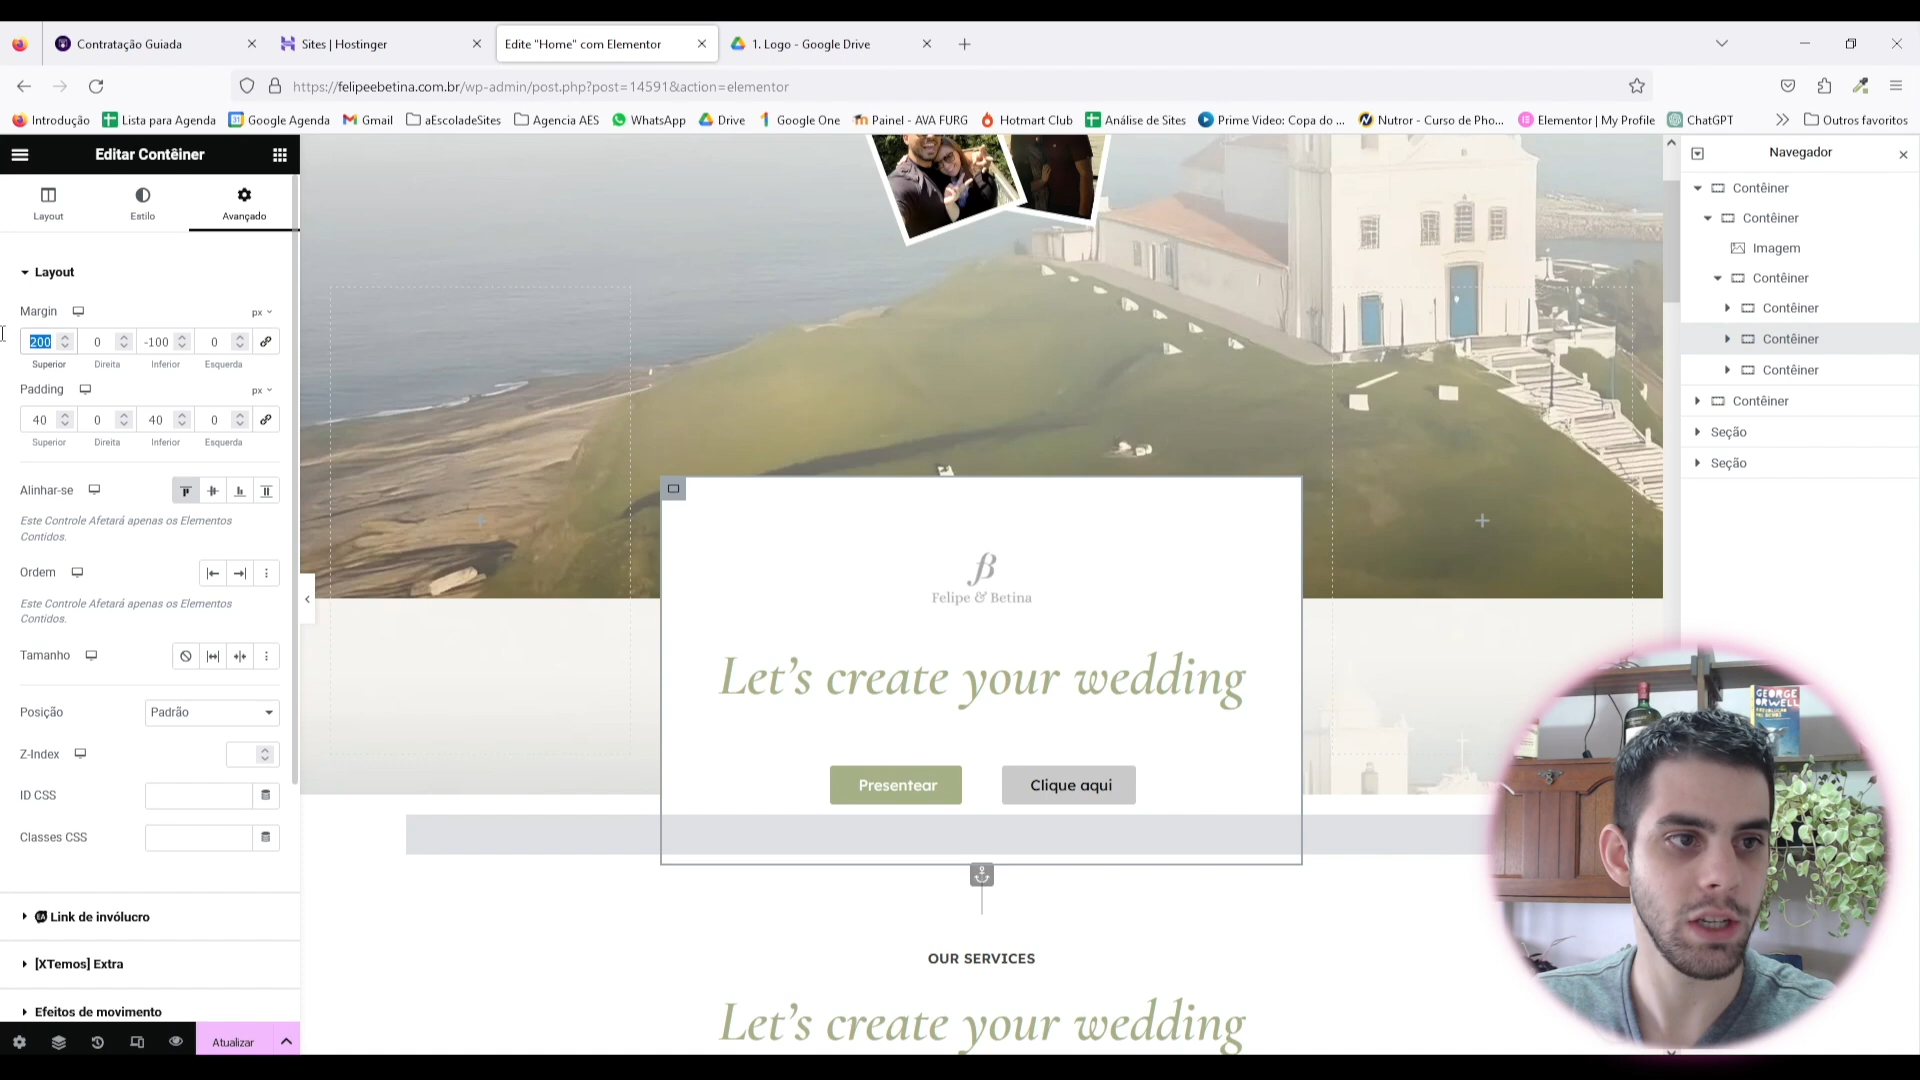 Contratação Guiada
Sites | Hostinger
Edite "Home" com Elementor
1. Logo - Google Drive
https://felipeebetina.com.br/wp-admin/post.php?post=14591&action=elementor
Introdução
Lista para Agenda
Google Agenda
Gmail
aEscoladeSites
Agencia AES
WhatsApp
Drive
Google One
Painel - AVA FURG
Hotmart Club
Análise de Sites
Prime Video: Copa do ...
Nutror - Curso de Pho...
Elementor | My Profile
ChatGPT
Outros favoritos
Editar Contêiner
Layout
Estilo
Avançado
Layout
Margin
px
200
0
-100
0
Superior
Direita
Inferior
Esquerda
Padding
px
40
0
40
0
Superior
Direita
Inferior
Esquerda
Alinhar-se
Este Controle Afetará apenas os Elementos
Contidos.
Ordem
Este Controle Afetará apenas os Elementos
Contidos.
Tamanho
Posição
Padrão
Z-Index
ID CSS
Classes CSS
Link de invólucro
[XTemos] Extra
Efeitos de movimento
Atualizar
β
Felipe & Betina
Let’s create your wedding
Presentear
Clique aqui
OUR SERVICES
Let’s create your wedding
Navegador
Contêiner
Contêiner
Imagem
Contêiner
Contêiner
Contêiner
Contêiner
Contêiner
Seção
Seção
GEORGE
ORWELL